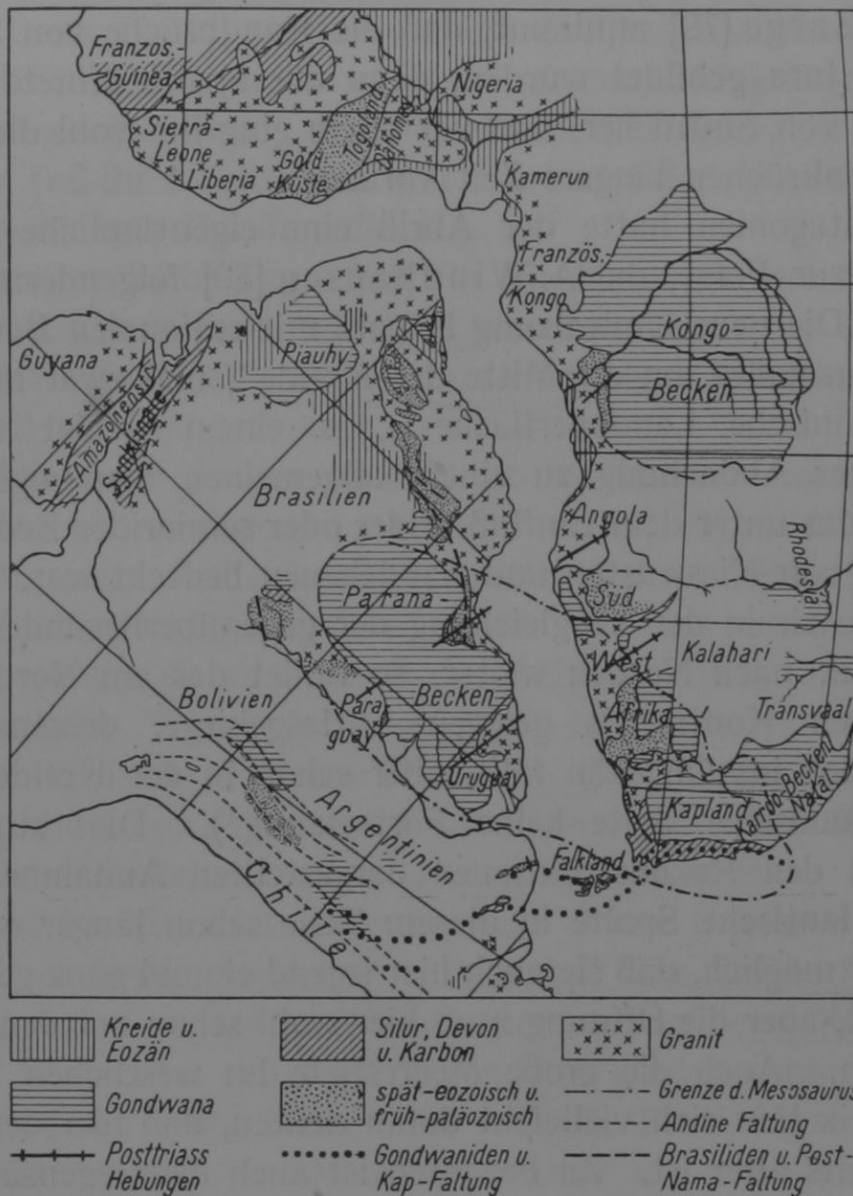 Französ.-
Guinea
Sierra-
Leone
Liberia
Gold
Küste
Togoland
Dahome
Nigeria
Kamerun
Französ.-
Kongo
Kongo-
Becken
Guyana
Amazonenstr.
Synklinale
Piauhy
Brasilien
Angola
Rhodesia
Parana-
Becken
Süd
West
Afrika
Kalahari
Bolivien
Para
guay
Transvaal
Uruguay
Kapland
Karrdo-Becken
Natal
Argentinien
Falkland
Chile
Kreide u.
Eozän
Silur, Devon
u. Karbon
Granit
Gondwana
spät-eozoisch u.
früh-paläozoisch
Grenze d. Mesosaurus
Andine Faltung
Posttriass
Hebungen
Gondwaniden u.
Kap-Faltung
Brasiliden u. Post-
Nama-Faltung